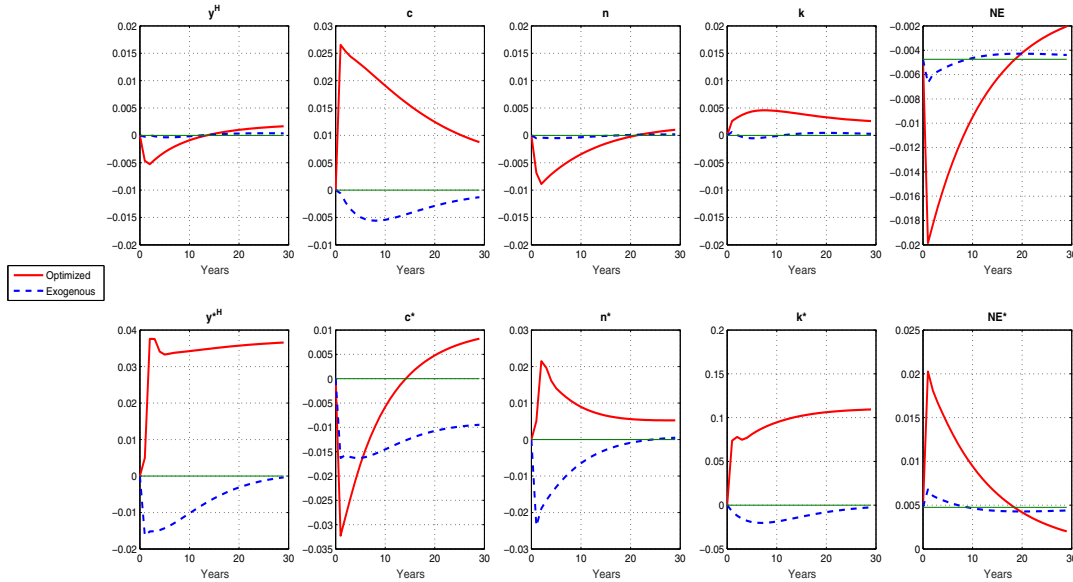 y^H
0.02
0.015
0.01
0.005
0
−0.005
−0.01
−0.015
−0.02
0 10 20 30
c
0.03
0.025
0.02
0.015
0.01
0
−0.005
−0.01
0 10 20 30
Years
n
0.02
0.015
0.01
0.005
0
−0.005
−0.01
−0.015
−0.02
0 10 20 30
Years
k
0.02
0.015
0.01
0.005
0
−0.005
−0.01
−0.015
−0.02
0 10 20 30
Years
NE
−0.002
−0.004
−0.006
−0.008
−0.01
−0.012
−0.014
−0.016
−0.018
−0.02
0 10 20 30
Years
Optimized
Exogenous
y*^H
0.04
0.03
0.02
0.01
0
−0.01
−0.02
0 10 20 30
Years
c*
0.01
0.005
0
−0.005
−0.01
−0.015
−0.02
−0.025
−0.03
−0.035
0 10 20 30
Years
n*
0.03
0.02
0.01
0
−0.01
−0.02
−0.03
0 10 20 30
Years
k*
0.2
0.15
0.1
0.05
0
−0.05
0 10 20 30
Years
NE*
0.025
0.02
0.015
0.01
0.005
0
0 10 20 30
Years